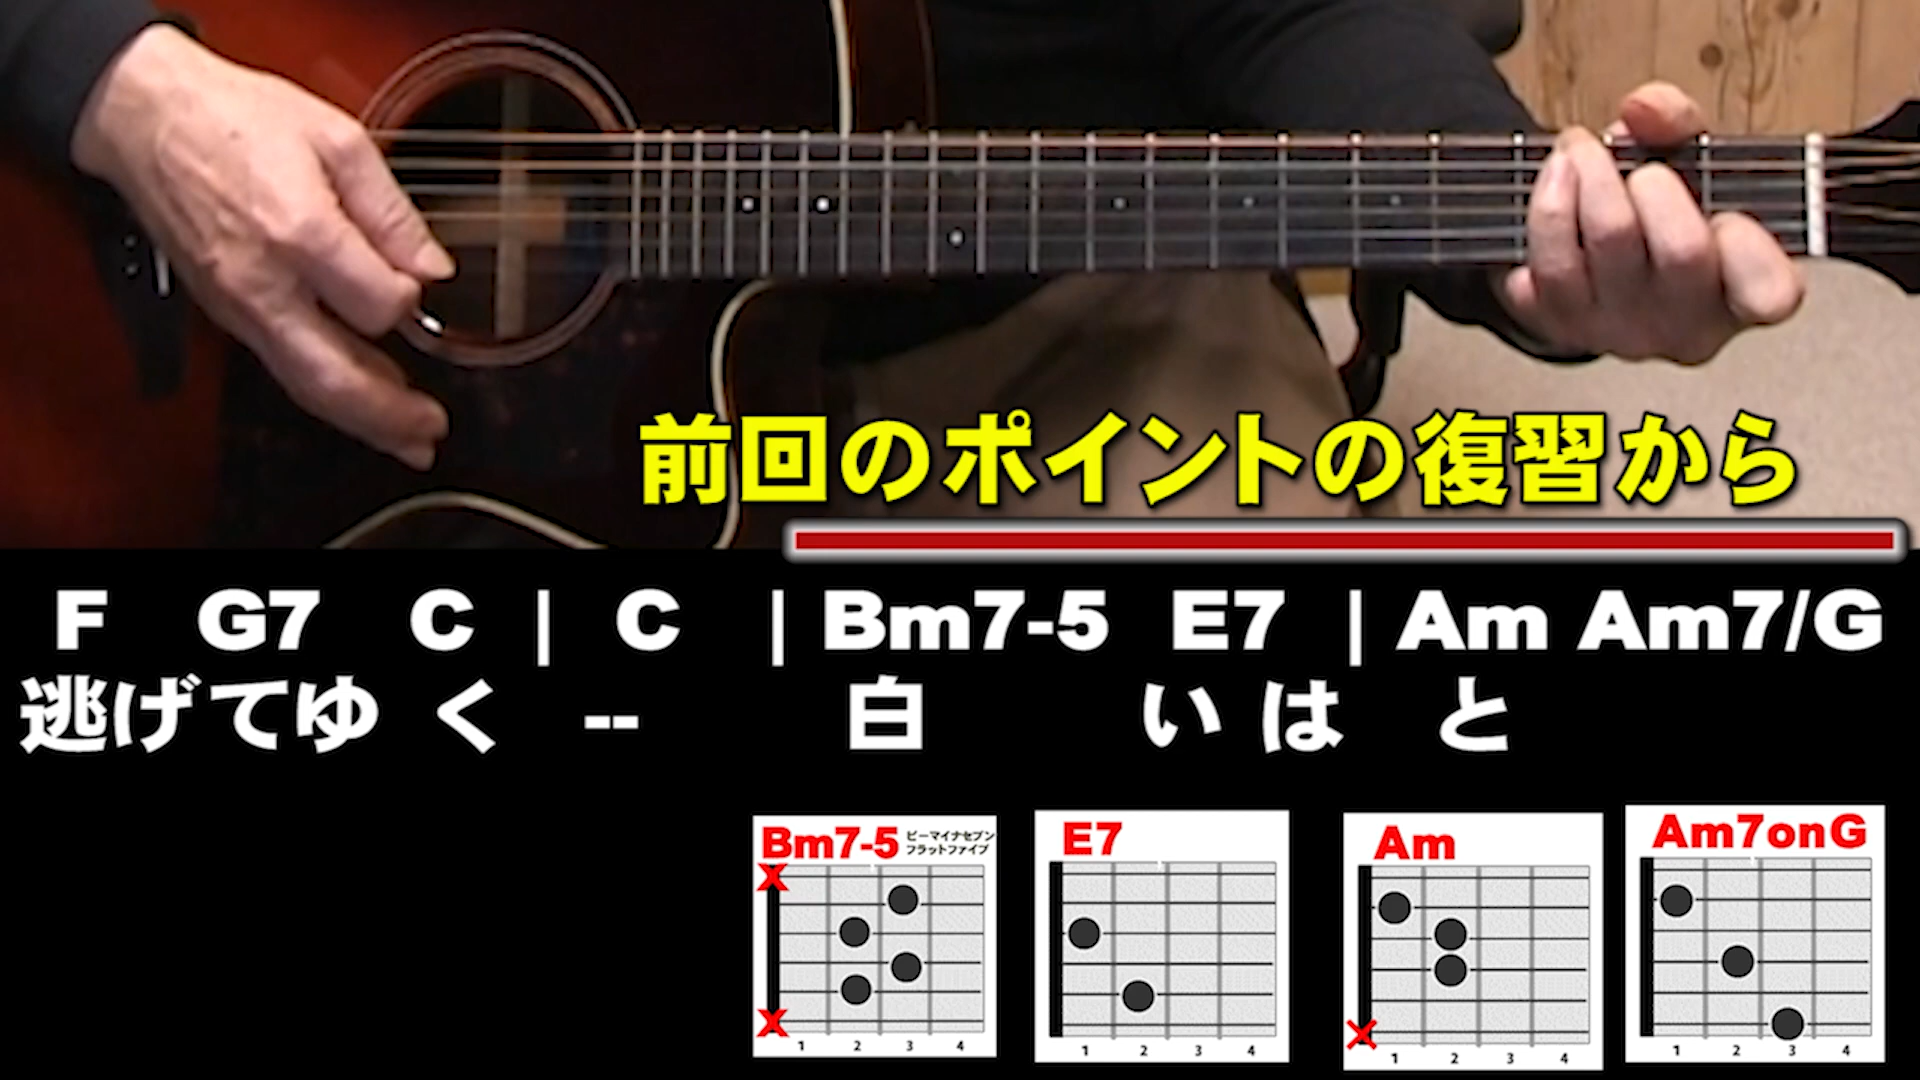 前回のポイントの復習から
F G7 C | C | Bm7-5 E7 | Am Am7/G
逃げてゆ く -- 白 い は と
Bm7-5 ビーマイナセブン
フラットファイブ
E7
Am
Am7onG
X
X
X
1 2 3 4
1 2 3 4
1 2 3 4
1 2 3 4